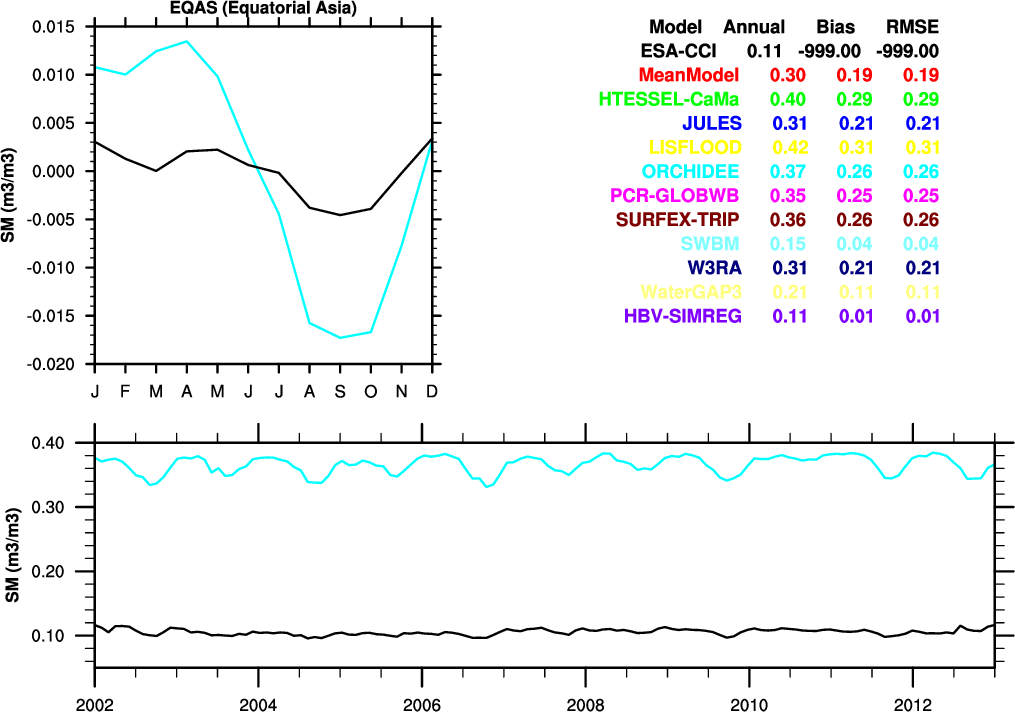 EQAS (Equatorial Asia)
0.015
0.010
0.005
0.000
-0.005
-0.010
-0.015
-0.020
SM (m3/m3)
J F M A M J J A S O N D
Model Annual Bias RMSE
ESA-CCI 0.11 -999.00 -999.00
MeanModel 0.30 0.19 0.19
HTESSEL-CaMa 0.40 0.29 0.29
JULES 0.31 0.21 0.21
LISFLOOD 0.42 0.31 0.31
ORCHIDEE 0.37 0.26 0.26
PCR-GLOBWB 0.35 0.25 0.25
SURFEX-TRIP 0.36 0.26 0.26
SWBM 0.15 0.04 0.04
W3RA 0.31 0.21 0.21
WaterGAP3 0.21 0.11 0.11
HBV-SIMREG 0.11 0.01 0.01
0.40
0.30
0.20
0.10
SM (m3/m3)
2002 2004 2006 2008 2010 2012